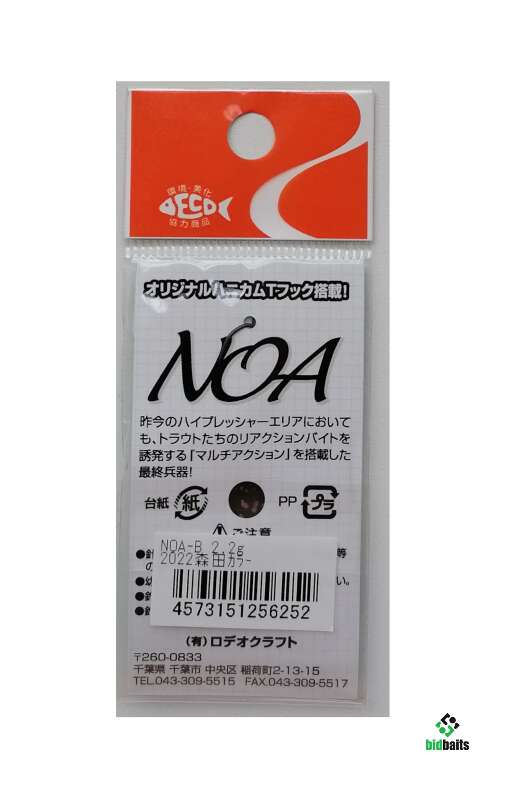 環境・美化
ECO
協力商品
オリジナルハニカムTフック搭載!
NOA
昨今のハイプレッシャーエリアにおいて
も、トラウトたちのリアクションバイトを
誘発する『マルチアクション』を搭載した
最終兵器!
台紙 紙 PP プラ
ご注意
NOA-B 2.2g
2022森田カラー
4573151256252
(有)ロデオクラフト
〒260-0833
千葉県 千葉市 中央区 稲荷町2-13-15
TEL.043-309-5515 FAX.043-309-5517
bidbaits